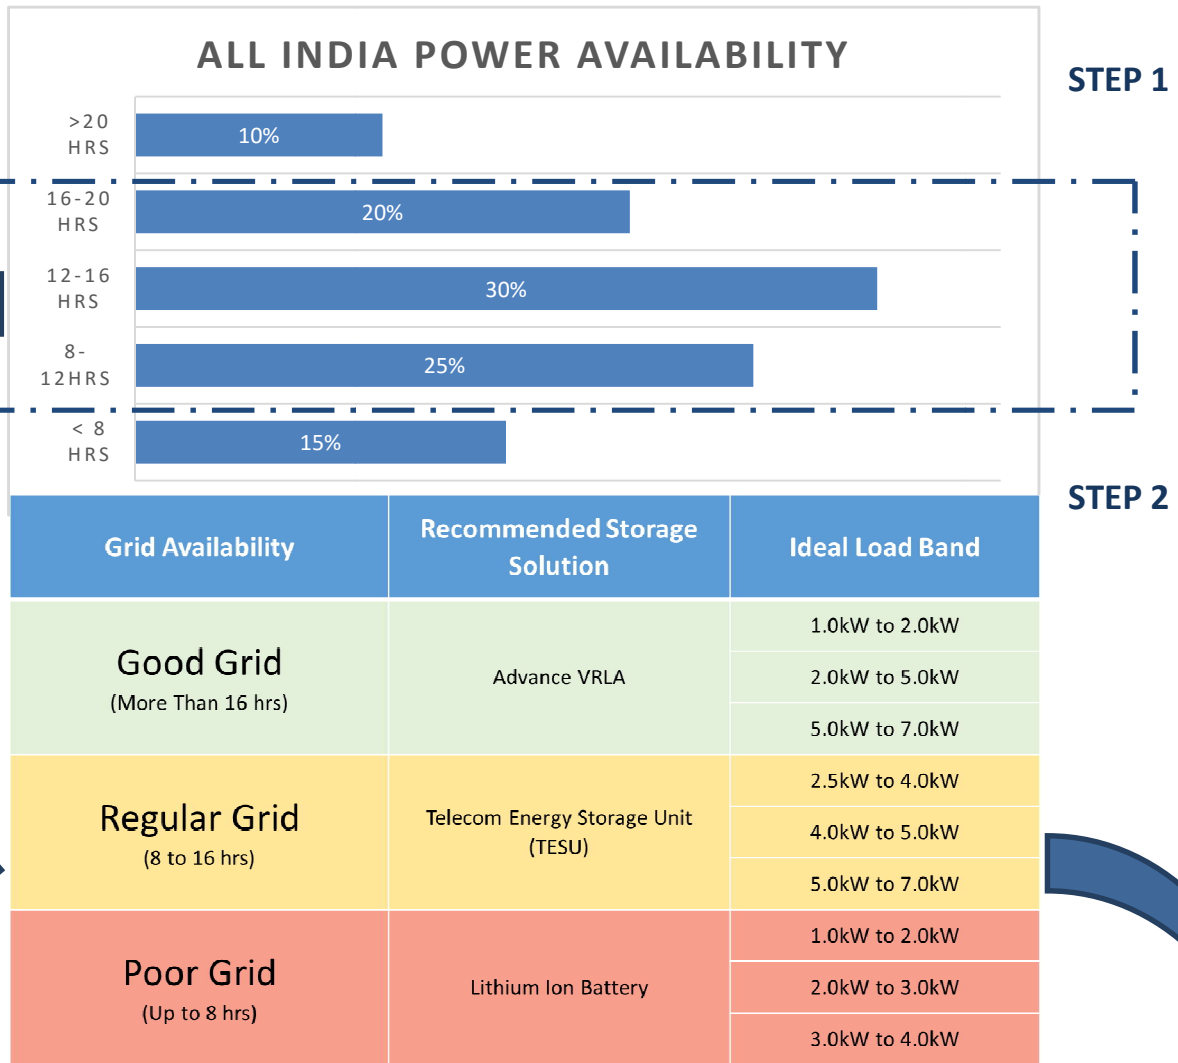 ALL INDIA POWER AVAILABILITY
STEP 1
>20
HRS
10%
16-20
HRS
20%
12-16
HRS
30%
8-
12HRS
25%
< 8
HRS
15%
STEP 2
Grid Availability
Recommended Storage
Solution
Ideal Load Band
Good Grid
(More Than 16 hrs)
Advance VRLA
1.0kW to 2.0kW
2.0kW to 5.0kW
5.0kW to 7.0kW
Regular Grid
(8 to 16 hrs)
Telecom Energy Storage Unit
(TESU)
2.5kW to 4.0kW
4.0kW to 5.0kW
5.0kW to 7.0kW
Poor Grid
(Up to 8 hrs)
Lithium Ion Battery
1.0kW to 2.0kW
2.0kW to 3.0kW
3.0kW to 4.0kW